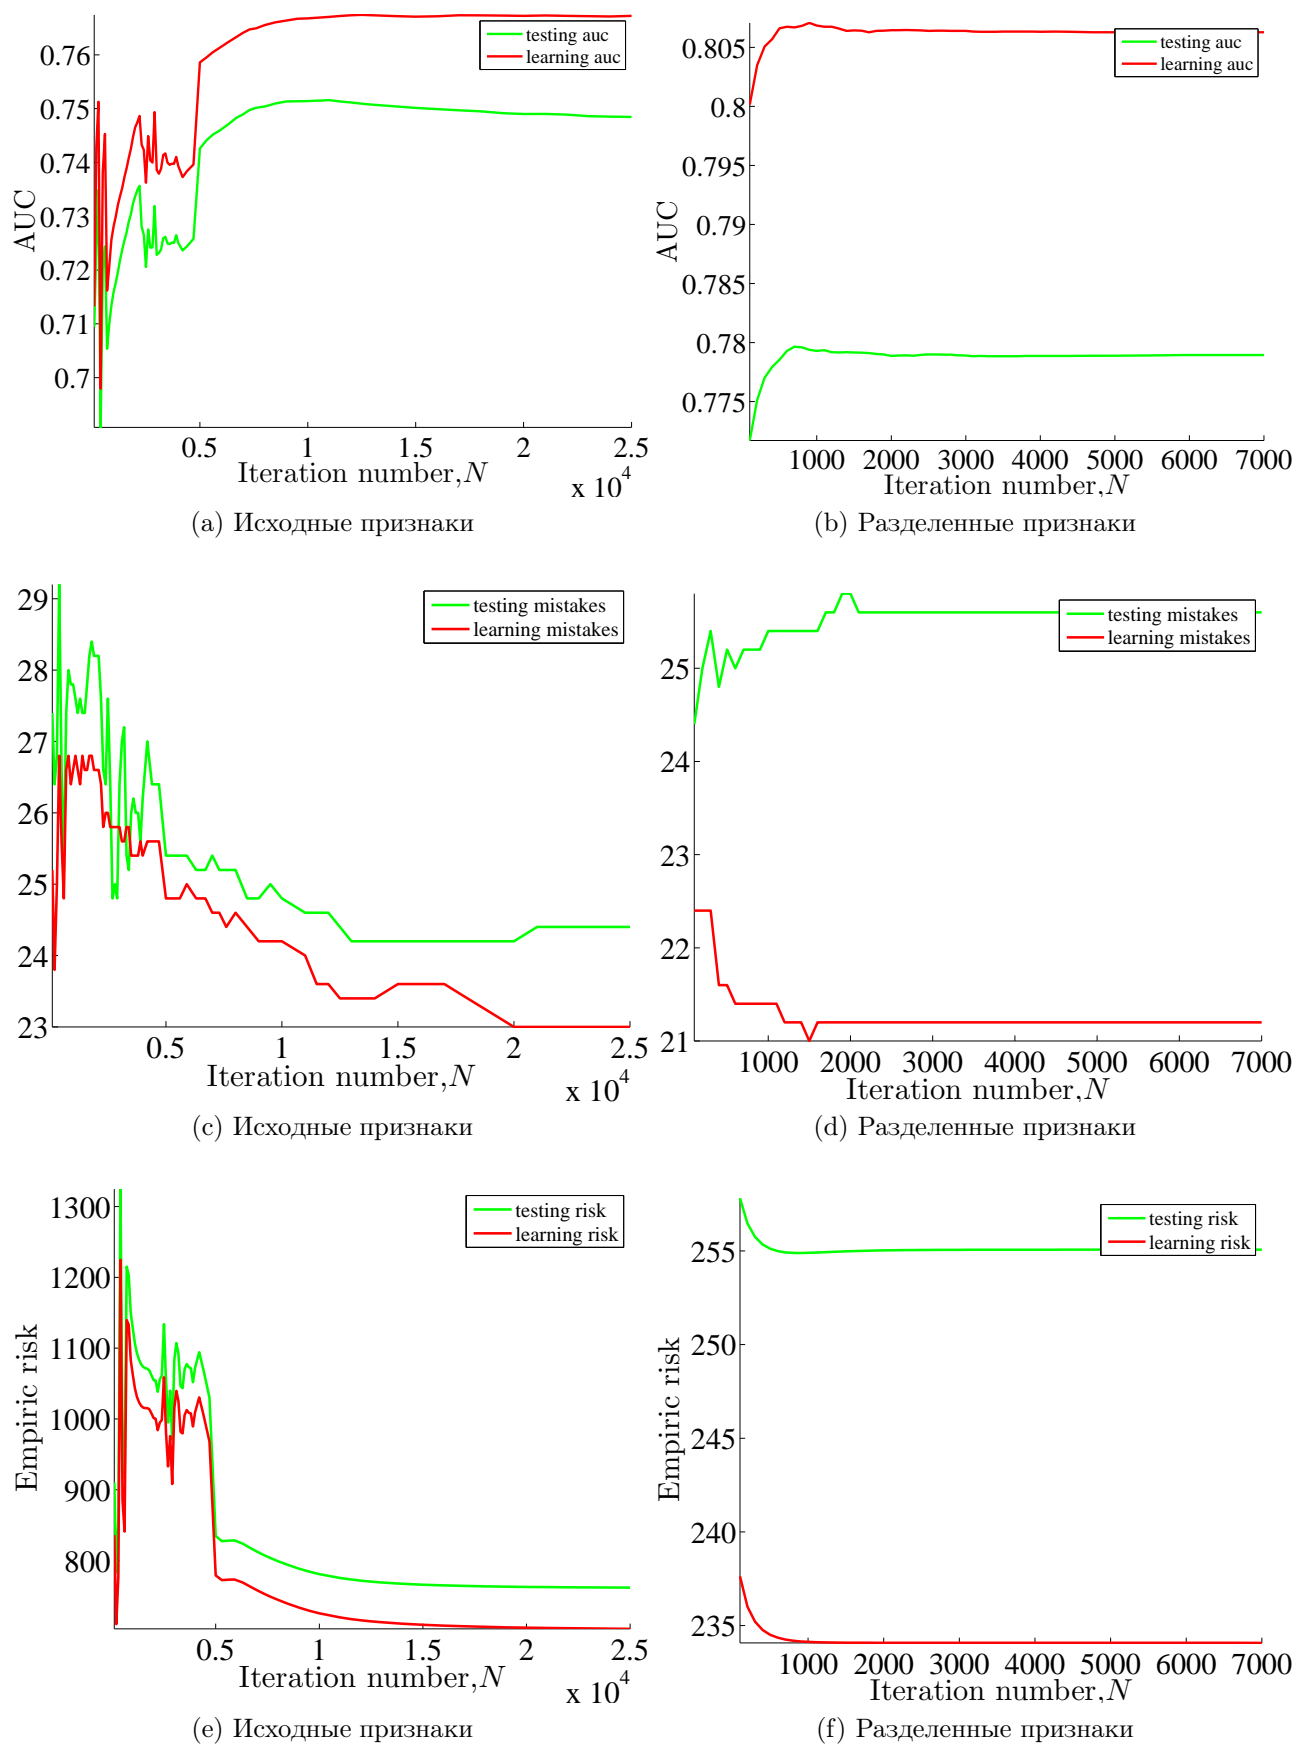 0.76
0.75
0.74
0.73
0.72
0.71
0.7
AUC
testing auc
learning auc
0.5 1 1.5 2 2.5
Iteration number,N
x 10^4
(a) Исходные признаки
0.805
0.8
0.795
0.79
0.785
0.78
0.775
AUC
testing auc
learning auc
1000 2000 3000 4000 5000 6000 7000
Iteration number,N
(b) Разделенные признаки
29
28
27
26
25
24
23
testing mistakes
learning mistakes
0.5 1 1.5 2 2.5
Iteration number,N
x 10^4
(c) Исходные признаки
25
24
23
22
21
testing mistakes
learning mistakes
1000 2000 3000 4000 5000 6000 7000
Iteration number,N
(d) Разделенные признаки
1300
1200
1100
1000
900
800
Empiric risk
testing risk
learning risk
0.5 1 1.5 2 2.5
Iteration number,N
x 10^4
(e) Исходные признаки
255
250
245
240
235
Empiric risk
testing risk
learning risk
1000 2000 3000 4000 5000 6000 7000
Iteration number,N
(f) Разделенные признаки